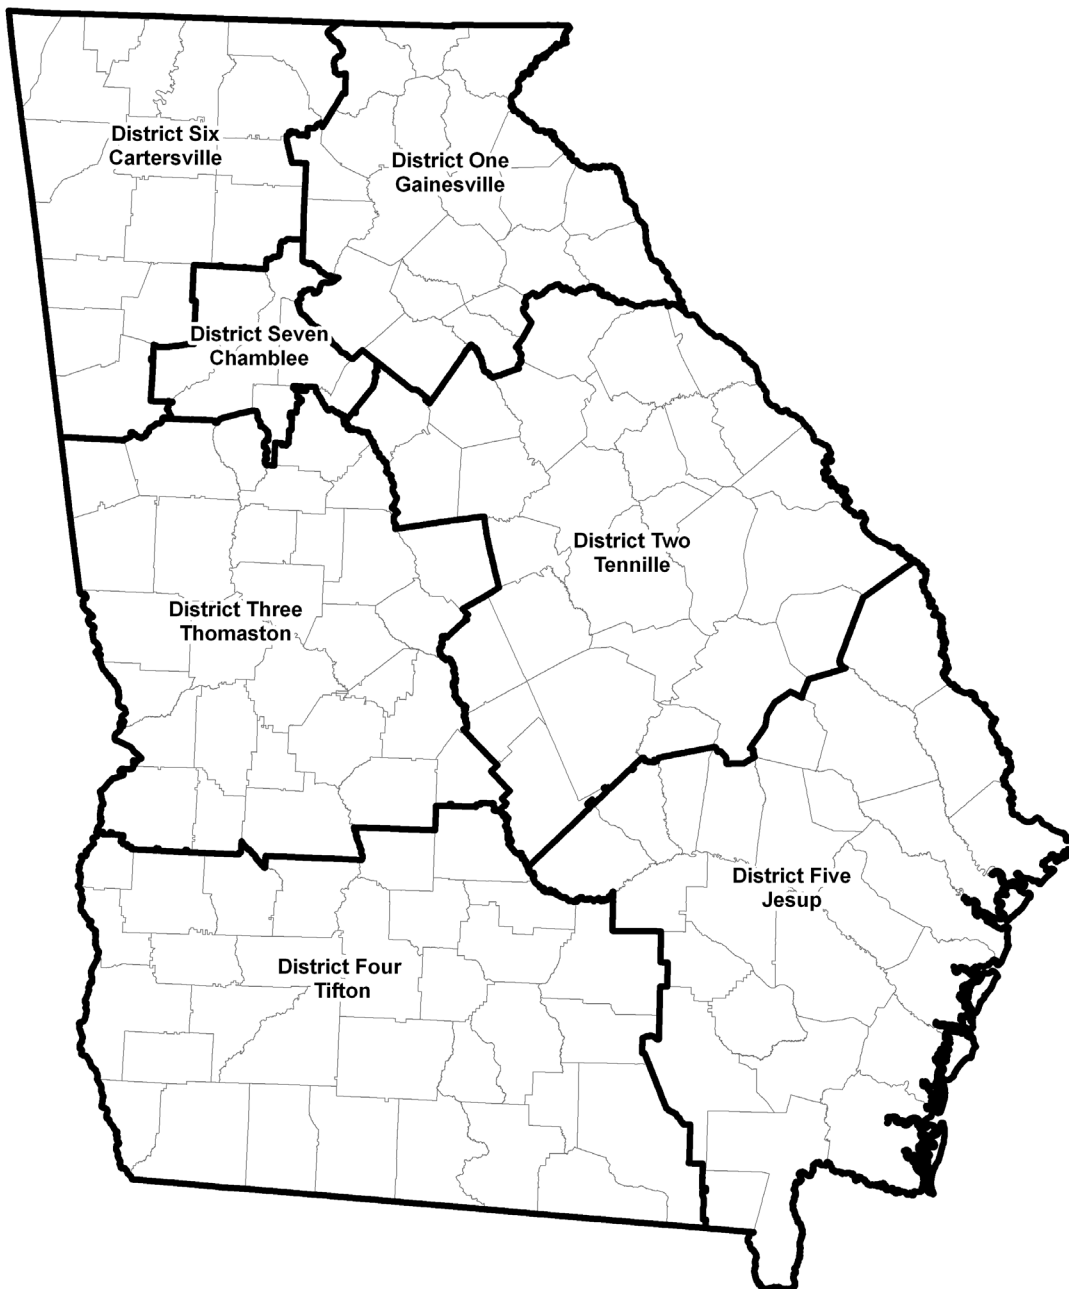 District Six
Cartersville
District One
Gainesville
District Seven
Chamblee
District Two
Tennille
District Three
Thomaston
District Five
Jesup
District Four
Tifton